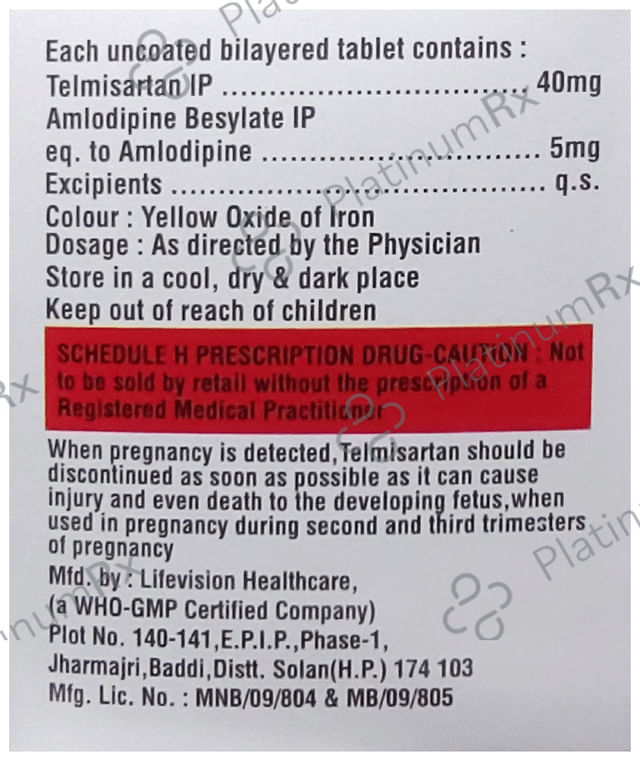 Each uncoated bilayered tablet contains :
Telmisartan IP ................................. 40mg
Amlodipine Besylate IP
eq. to Amlodipine .............................. 5mg
Excipients ........................................ q.s.
Colour : Yellow Oxide of Iron
Dosage : As directed by the Physician
Store in a cool, dry & dark place
Keep out of reach of children
SCHEDULE H PRESCRIPTION DRUG-CAUTION : Not
to be sold by retail without the prescription of a
Registered Medical Practitioner
When pregnancy is detected,Telmisartan should be
discontinued as soon as possible as it can cause
injury and even death to the developing fetus,when
used in pregnancy during second and third trimesters
of pregnancy
Mfd. by : Lifevision Healthcare,
(a WHO-GMP Certified Company)
Plot No. 140-141,E.P.I.P.,Phase-1,
Jharmajri,Baddi,Distt. Solan(H.P.) 174 103
Mfg. Lic. No. : MNB/09/804 & MB/09/805
PlatinumRx
PlatinumRx
Platin
inumRx
Rx
Pla